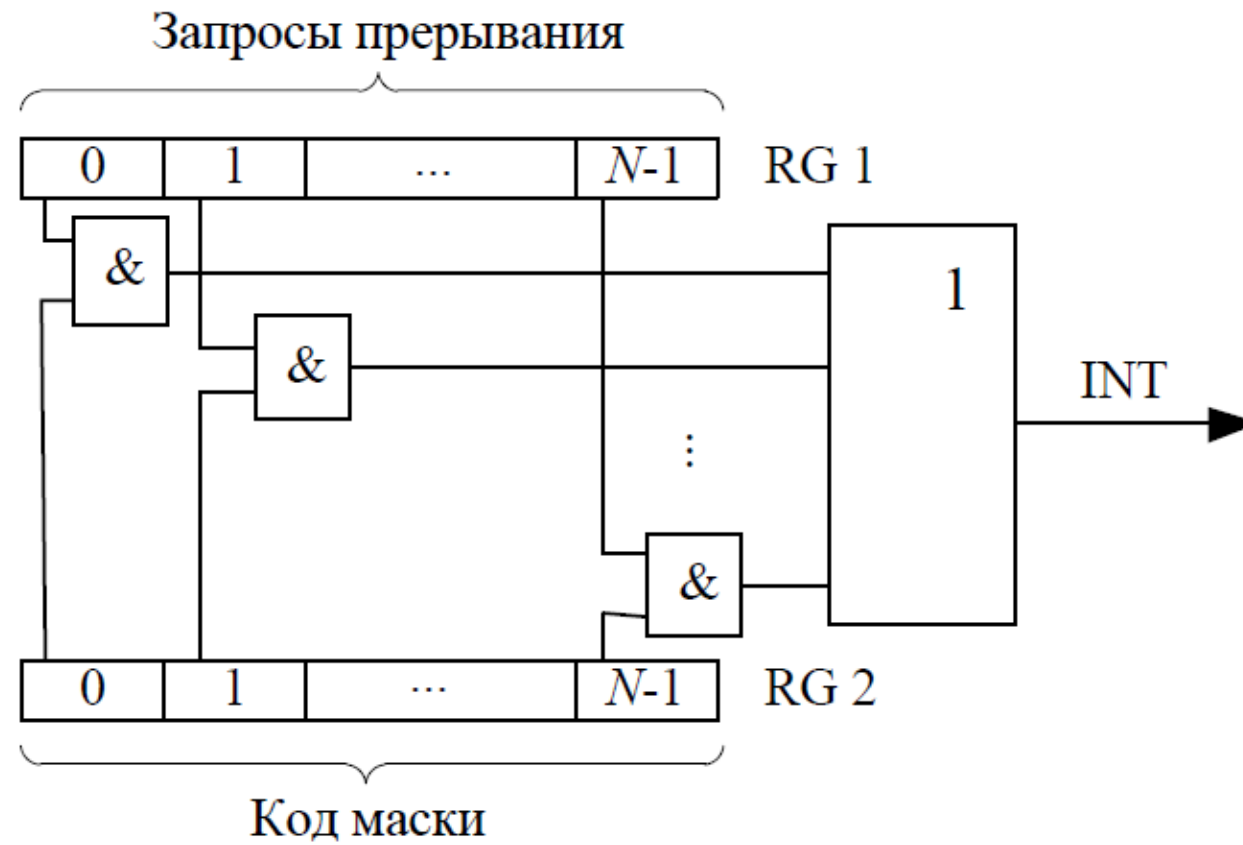 Запросы прерывания
0 1 ... N-1 RG 1
&
1
&
INT
⋮
&
0 1 ... N-1 RG 2
Код маски